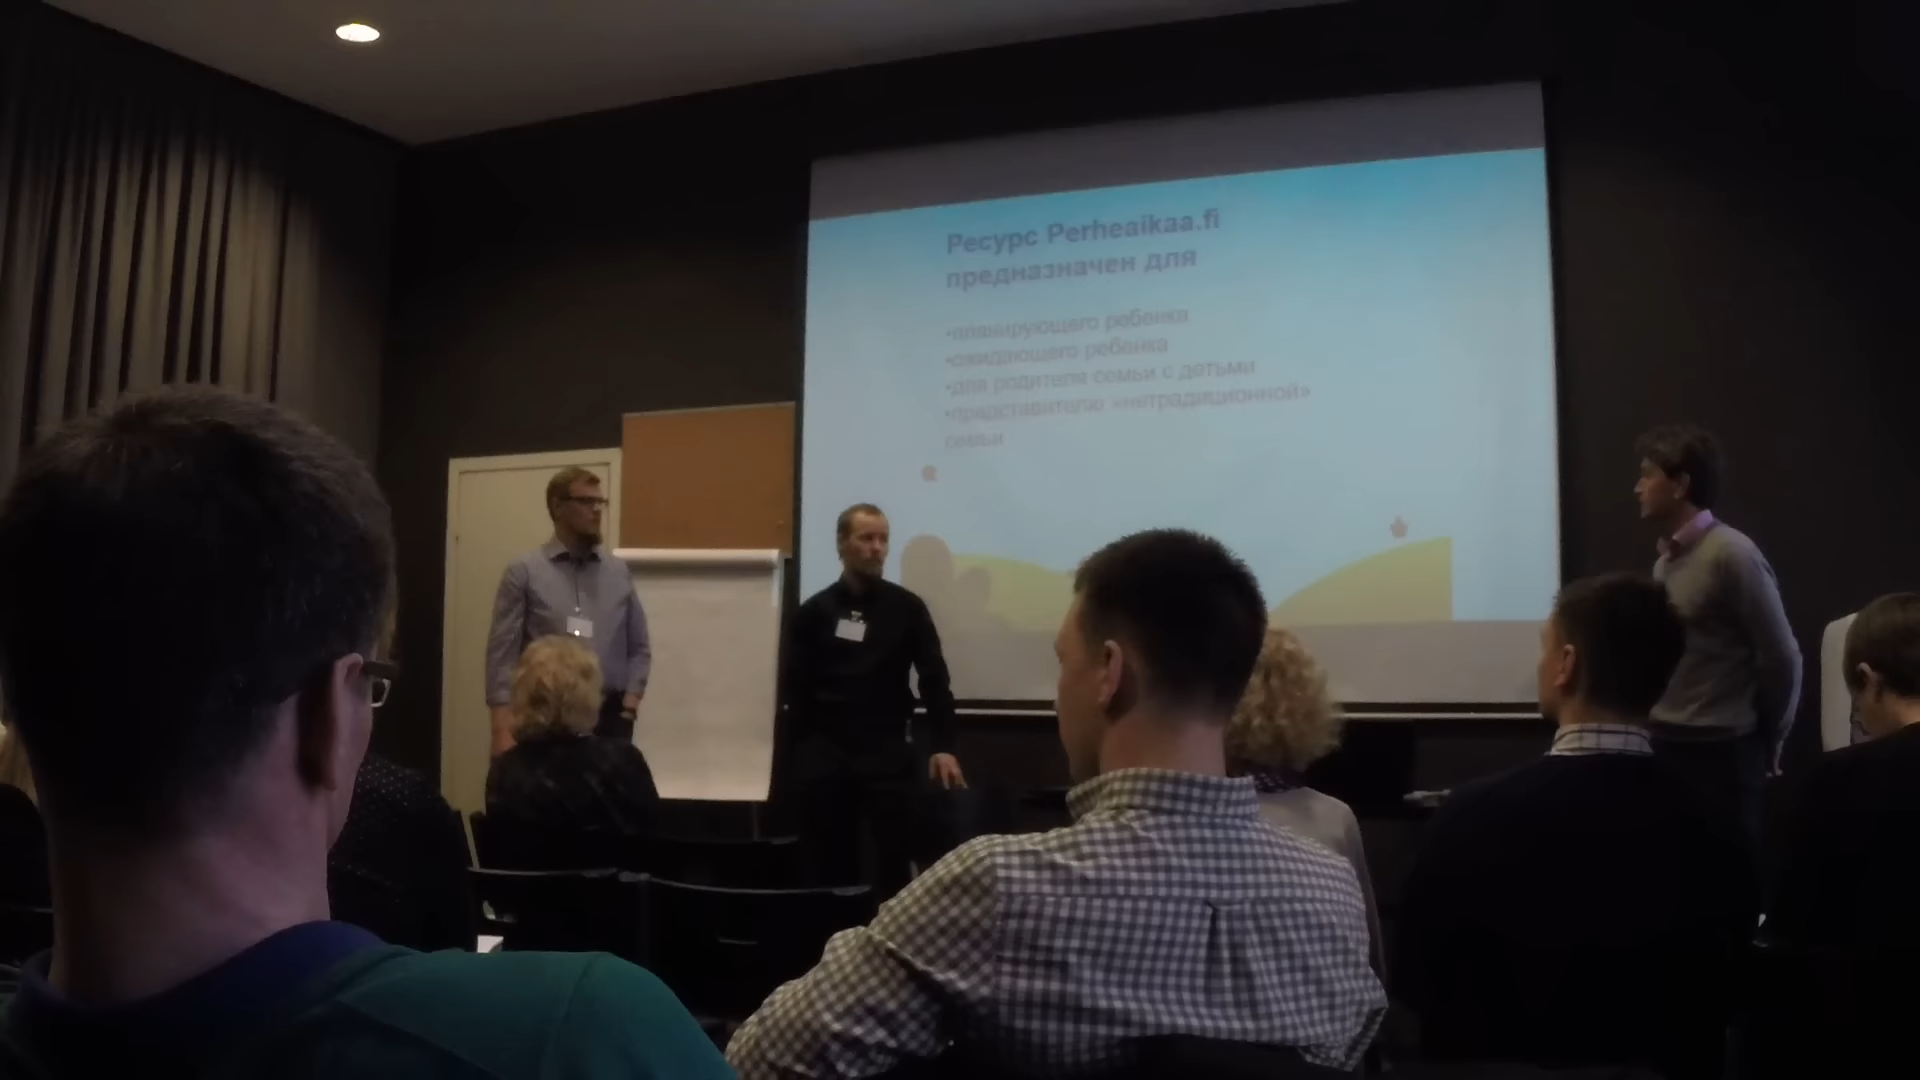 Ресурс Perheaikaa.fi
предназначен для
•планирующего ребенка
•ожидающего ребенка
•для родителя семьи с детьми
•представителю «нетрадиционной»
семьи